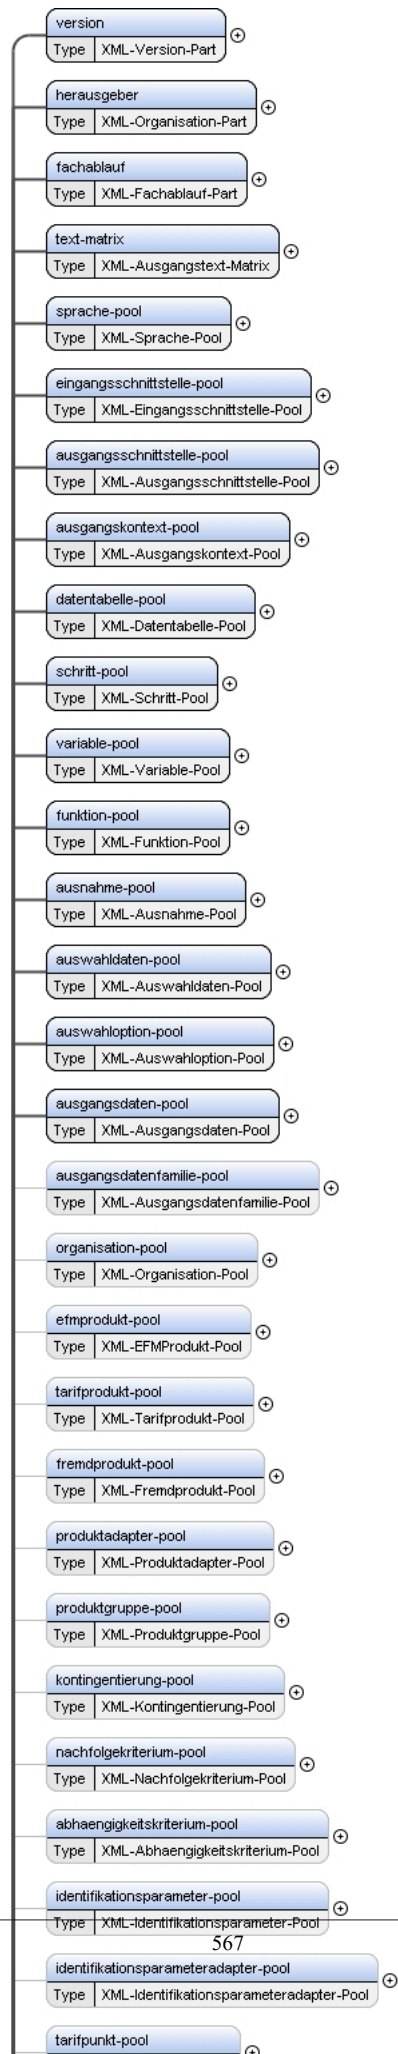 version
Type XML-Version-Part
herausgeber
Type XML-Organisation-Part
fachablauf
Type XML-Fachablauf-Part
text-matrix
Type XML-Ausgangstext-Matrix
sprache-pool
Type XML-Sprache-Pool
eingangsschnittstelle-pool
Type XML-Eingangsschnittstelle-Pool
ausgangsschnittstelle-pool
Type XML-Ausgangsschnittstelle-Pool
ausgangskontext-pool
Type XML-Ausgangskontext-Pool
datentabelle-pool
Type XML-Datentabelle-Pool
schritt-pool
Type XML-Schritt-Pool
variable-pool
Type XML-Variable-Pool
funktion-pool
Type XML-Funktion-Pool
ausnahme-pool
Type XML-Ausnahme-Pool
auswahldaten-pool
Type XML-Auswahldaten-Pool
auswahloption-pool
Type XML-Auswahloption-Pool
ausgangsdaten-pool
Type XML-Ausgangsdaten-Pool
ausgangsdatenfamilie-pool
Type XML-Ausgangsdatenfamilie-Pool
organisation-pool
Type XML-Organisation-Pool
efmprodukt-pool
Type XML-EFMProdukt-Pool
tarifprodukt-pool
Type XML-Tarifprodukt-Pool
fremdprodukt-pool
Type XML-Fremdprodukt-Pool
produktadapter-pool
Type XML-Produktadapter-Pool
produktgruppe-pool
Type XML-Produktgruppe-Pool
kontingentierung-pool
Type XML-Kontingentierung-Pool
nachfolgekriterium-pool
Type XML-Nachfolgekriterium-Pool
abhaengigkeitskriterium-pool
Type XML-Abhaengigkeitskriterium-Pool
identifikationsparameter-pool
Type XML-Identifikationsparameter-Pool
567
identifikationsparameteradapter-pool
Type XML-Identifikationsparameteradapter-Pool
tarifpunkt-pool